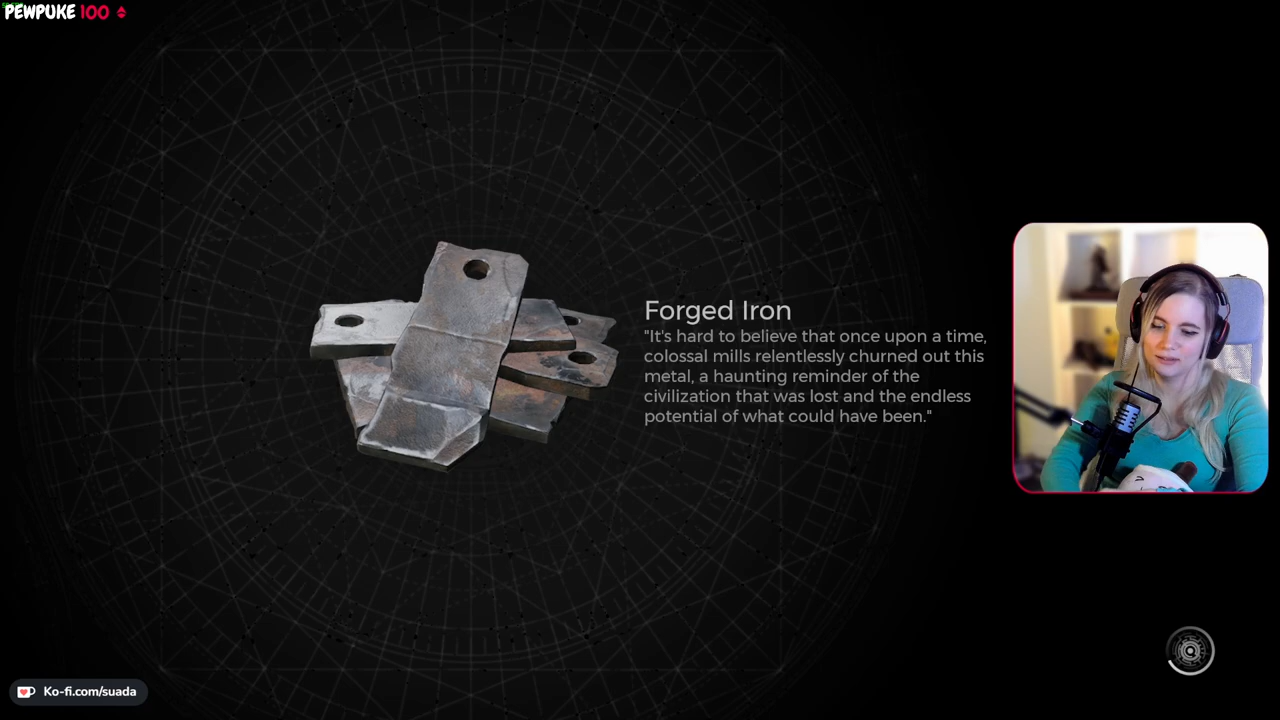 PEWPUKE 100
Forged Iron
"It's hard to believe that once upon a time,
colossal mills relentlessly churned out this
metal, a haunting reminder of the
civilization that was lost and the endless
potential of what could have been."
Ko-fi.com/suada